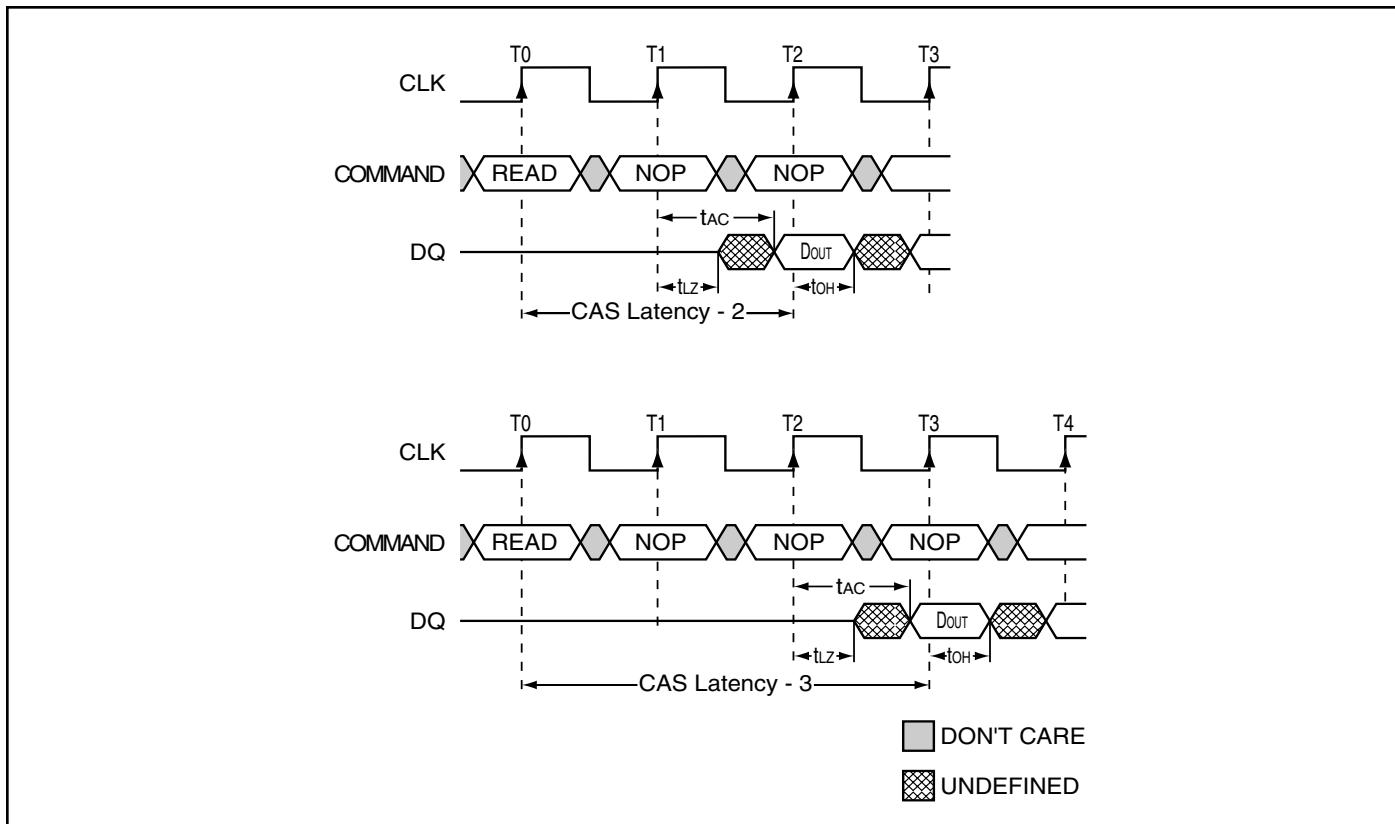 T0 T1 T2 T3
CLK
COMMAND READ NOP NOP
tAC
DQ DOUT
tLZ tOH
CAS Latency - 2
T0 T1 T2 T3 T4
CLK
COMMAND READ NOP NOP NOP
tAC
DQ DOUT
tLZ tOH
CAS Latency - 3
DON'T CARE
UNDEFINED